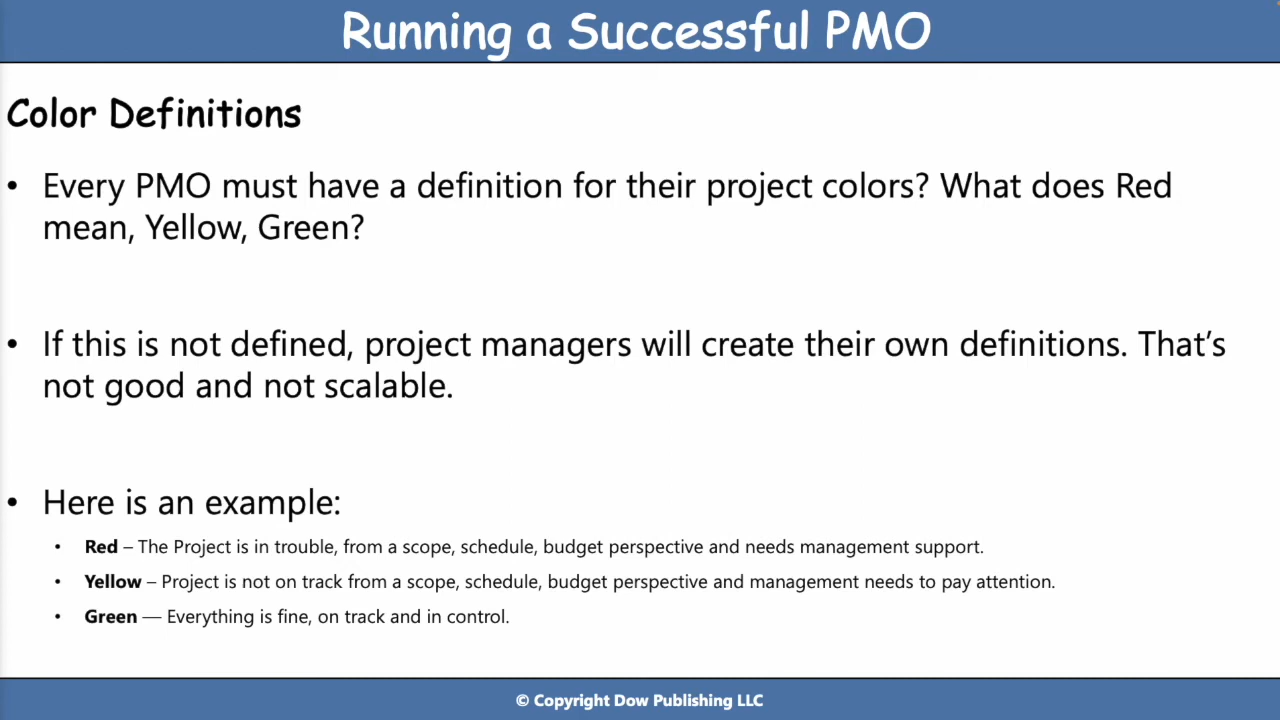 Running a Successful PMO
Color Definitions
• Every PMO must have a definition for their project colors? What does Red
mean, Yellow, Green?
• If this is not defined, project managers will create their own definitions. That’s
not good and not scalable.
• Here is an example:
• Red – The Project is in trouble, from a scope, schedule, budget perspective and needs management support.
• Yellow – Project is not on track from a scope, schedule, budget perspective and management needs to pay attention.
• Green — Everything is fine, on track and in control.
© Copyright Dow Publishing LLC